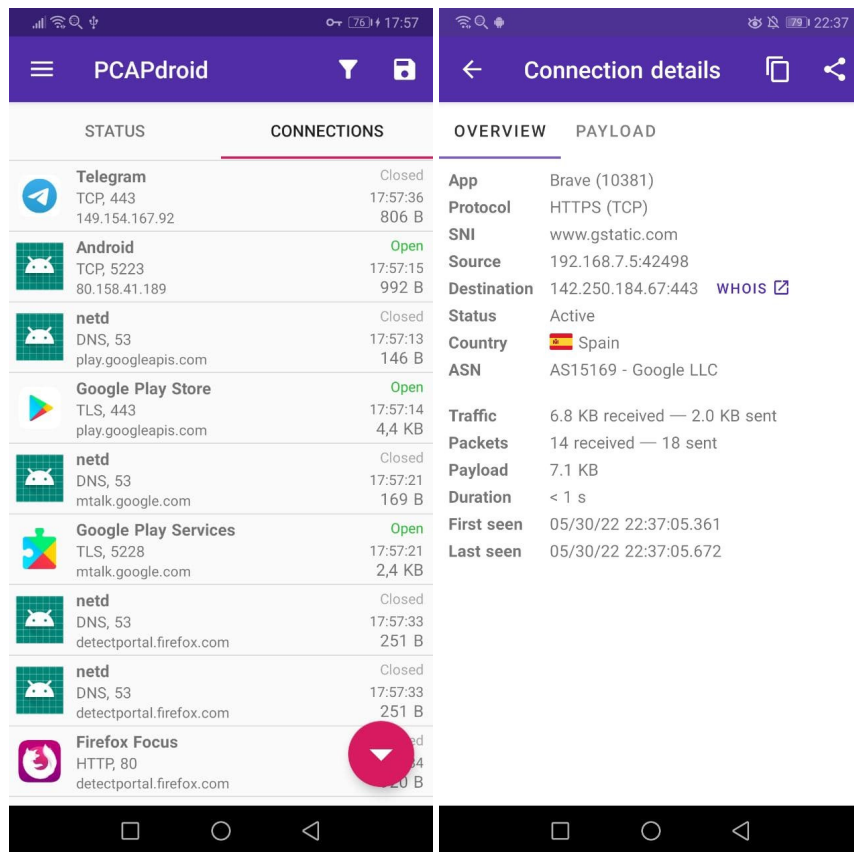 76 17:57
PCAPdroid
STATUS CONNECTIONS
Telegram Closed
TCP, 443 17:57:36
149.154.167.92 806 B
Android Open
TCP, 5223 17:57:15
80.158.41.189 992 B
netd Closed
DNS, 53 17:57:13
play.googleapis.com 146 B
Google Play Store Open
TLS, 443 17:57:14
play.googleapis.com 4,4 KB
netd Closed
DNS, 53 17:57:21
mtalk.google.com 169 B
Google Play Services Open
TLS, 5228 17:57:21
mtalk.google.com 2,4 KB
netd Closed
DNS, 53 17:57:33
detectportal.firefox.com 251 B
netd Closed
DNS, 53 17:57:33
detectportal.firefox.com 251 B
Firefox Focus
HTTP, 80
detectportal.firefox.com B
79 22:37
Connection details
OVERVIEW PAYLOAD
App Brave (10381)
Protocol HTTPS (TCP)
SNI www.gstatic.com
Source 192.168.7.5:42498
Destination 142.250.184.67:443 WHOIS
Status Active
Country Spain
ASN AS15169 - Google LLC
Traffic 6.8 KB received — 2.0 KB sent
Packets 14 received — 18 sent
Payload 7.1 KB
Duration < 1 s
First seen 05/30/22 22:37:05.361
Last seen 05/30/22 22:37:05.672